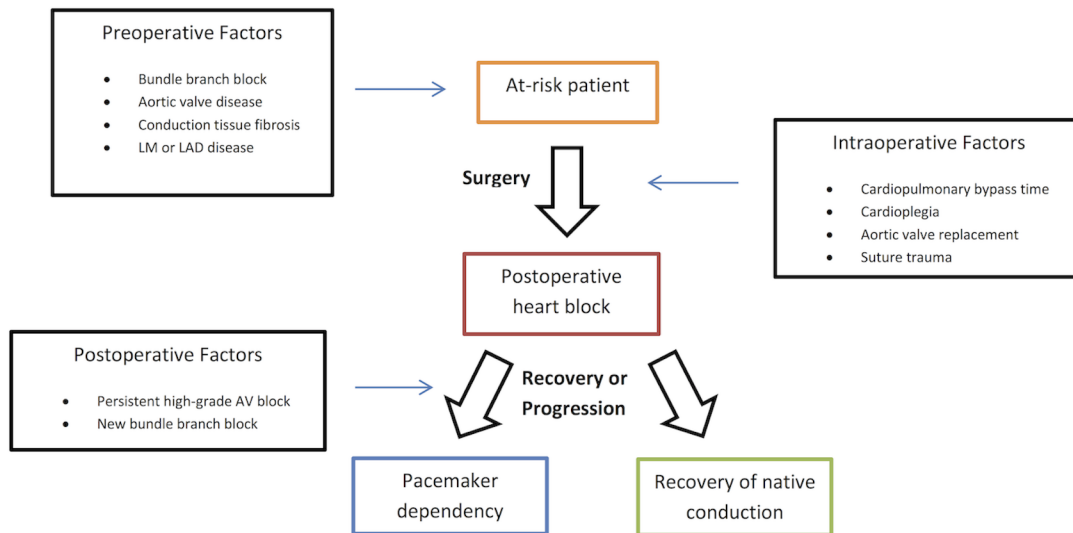 Preoperative Factors
• Bundle branch block
• Aortic valve disease
• Conduction tissue fibrosis
• LM or LAD disease
At-risk patient
Surgery
Intraoperative Factors
• Cardiopulmonary bypass time
• Cardioplegia
• Aortic valve replacement
• Suture trauma
Postoperative
heart block
Postoperative Factors
• Persistent high-grade AV block
• New bundle branch block
Recovery or
Progression
Pacemaker
dependency
Recovery of native
conduction